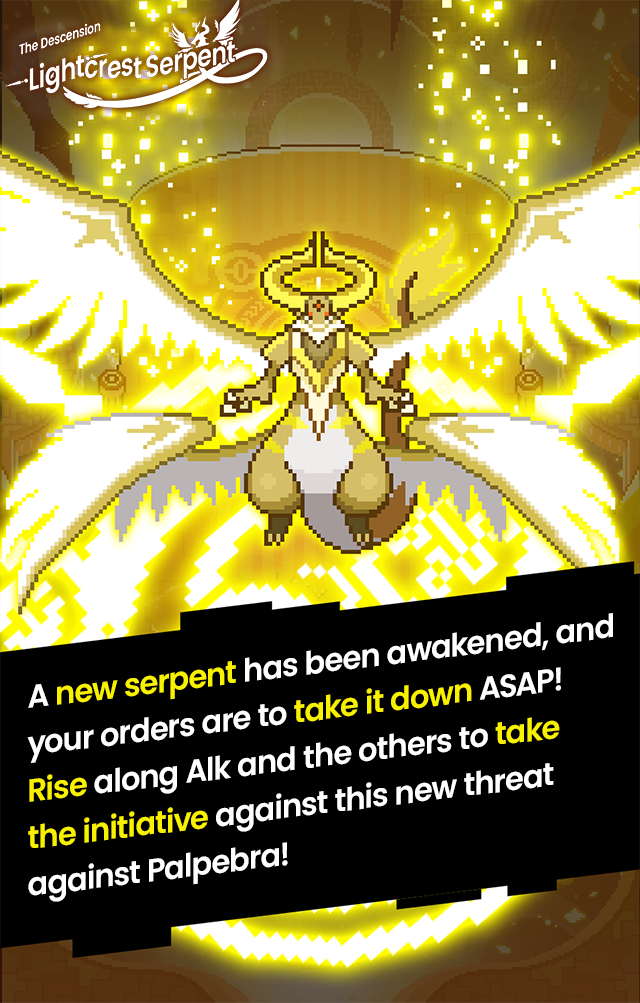 The Descension
Lightcrest Serpent
A new serpent has been awakened, and
your orders are to take it down ASAP!
Rise along Alk and the others to take
the initiative against this new threat
against Palpebra!